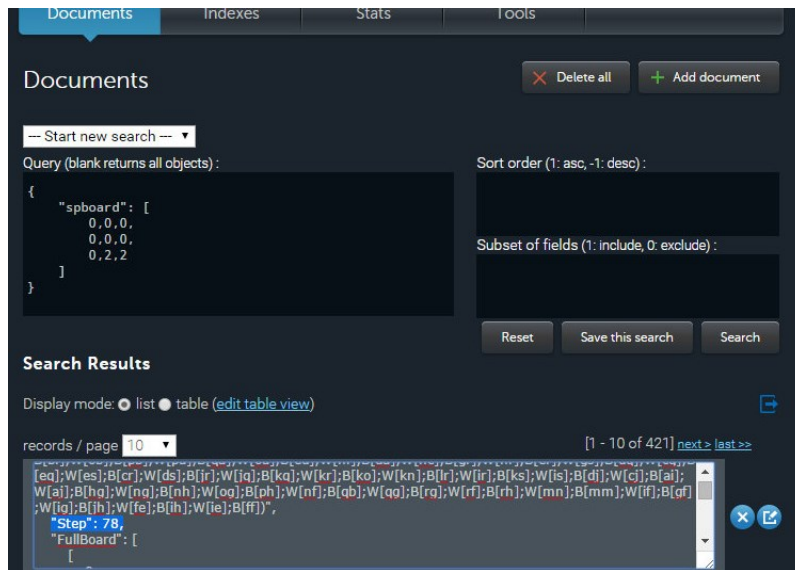 Documents Indexes Stats Tools
Documents
Delete all
Add document
--- Start new search ---
Query (blank returns all objects) :
{
"spboard": [
0,0,0,
0,0,0,
0,2,2
]
}
Sort order (1: asc, -1: desc) :
Subset of fields (1: include, 0: exclude) :
Reset Save this search Search
Search Results
Display mode: list table (edit table view)
records / page 10
[1 - 10 of 421] next > last >>
[eq];W[es];B[cr];W[ds];B[jr];W[jq];B[kq];W[kr];B[ko];W[kn];B[lr];W[ir];B[ks];W[is];B[dj];W[cj];B[ai];
W[aj];B[hg];W[ng];B[nh];W[og];B[ph];W[nf];B[qb];W[qg];B[rg];W[rf];B[rh];W[mn];B[mm];W[if];B[gf]
;W[ig];B[jh];W[fe];B[ih];W[ie];B[ff])",
"Step": 78,
"FullBoard": [
[